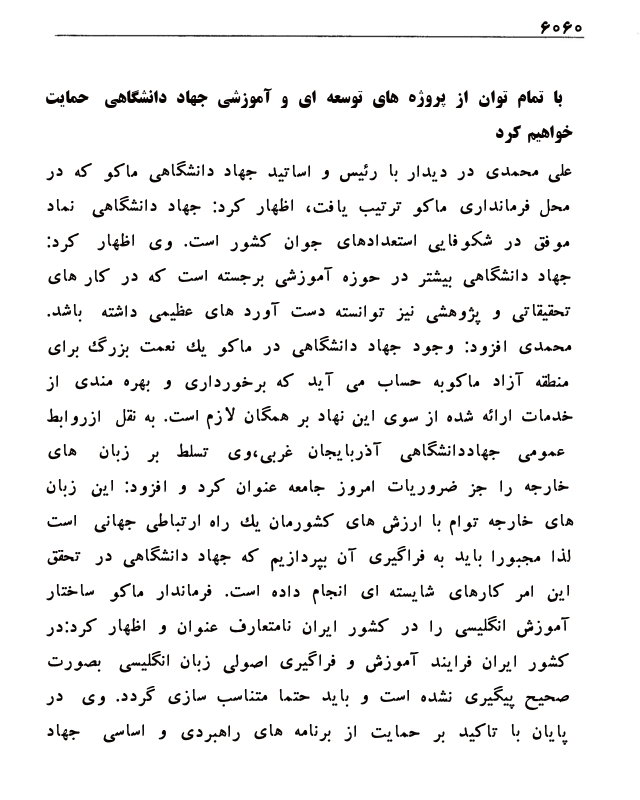 ۶۰۶۰
با تمام توان از پروژه های توسعه ای و آموزشی جهاد دانشگاهی حمایت
خواهیم کرد
علی محمدی در دیدار با رئیس و اساتید جهاد دانشگاهی ماکو که در
محل فرمانداری ماکو ترتیب یافت، اظهار کرد: جهاد دانشگاهی نماد
موفق در شکوفایی استعدادهای جوان کشور است. وی اظهار کرد:
جهاد دانشگاهی بیشتر در حوزه آموزشی برجسته است که در کار های
تحقیقاتی و پژوهشی نیز توانسته دست آورد های عظیمی داشته باشد.
محمدی افزود: وجود جهاد دانشگاهی در ماکو یك نعمت بزرگ برای
منطقه آزاد ماکوبه حساب می آید که برخورداری و بهره مندی از
خدمات ارائه شده از سوی این نهاد بر همگان لازم است. به نقل ازروابط
عمومی جهاددانشگاهی آذربایجان غربی،وی تسلط بر زبان های
خارجه را جز ضروریات امروز جامعه عنوان کرد و افزود: این زبان
های خارجه توام با ارزش های کشورمان یك راه ارتباطی جهانی است
لذا مجبورا باید به فراگیری آن بپردازیم که جهاد دانشگاهی در تحقق
این امر کارهای شایسته ای انجام داده است. فرماندار ماکو ساختار
آموزش انگلیسی را در کشور ایران نامتعارف عنوان و اظهار کرد:در
کشور ایران فرایند آموزش و فراگیری اصولی زبان انگلیسی بصورت
صحیح پیگیری نشده است و باید حتما متناسب سازی گردد. وی در
پایان با تاکید بر حمایت از برنامه های راهبردی و اساسی جهاد